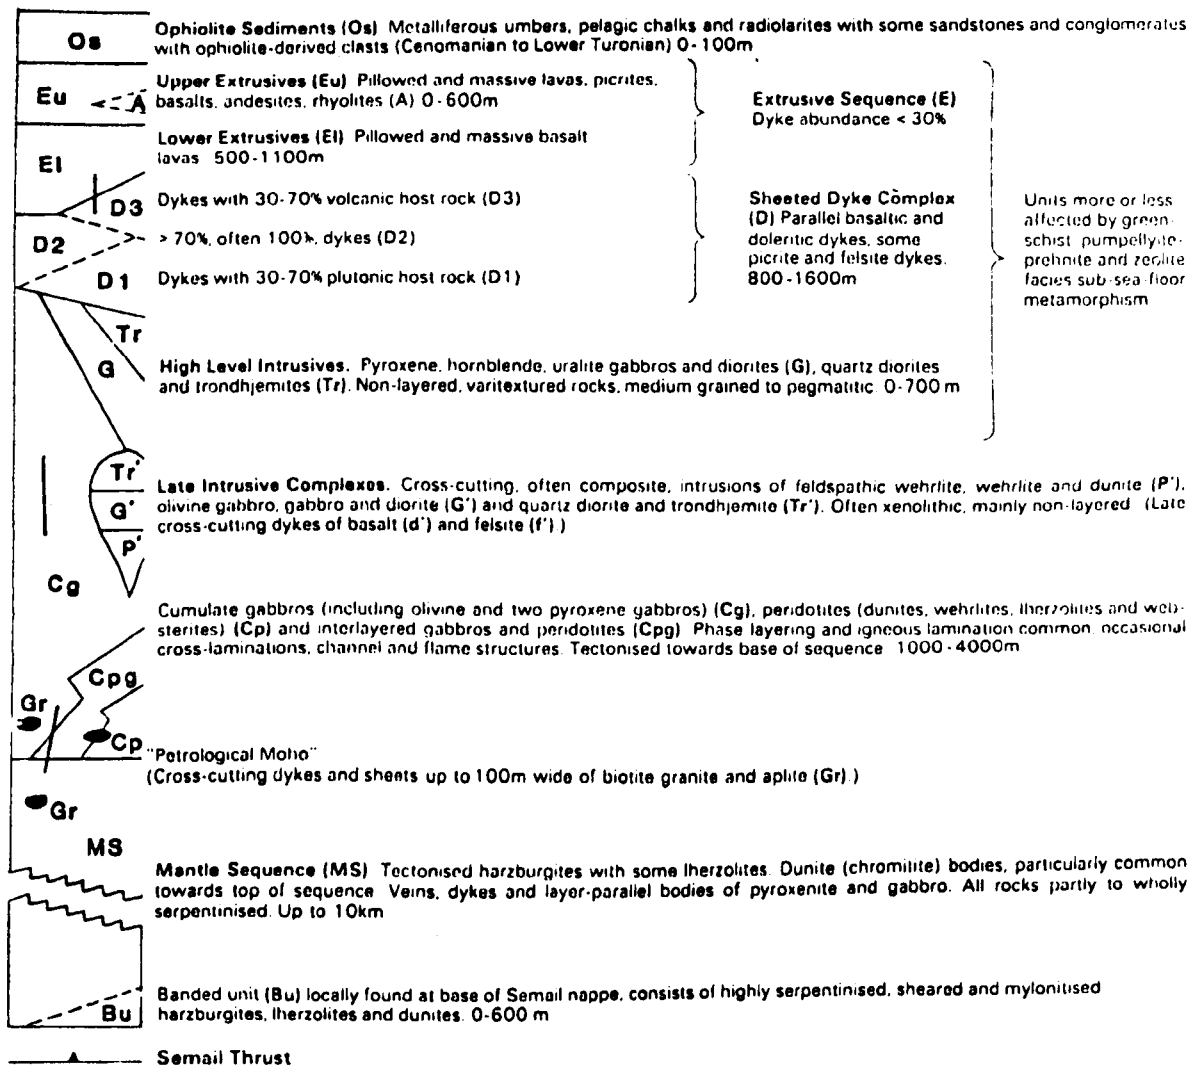 Os
Ophiolite Sediments (Os) Metalliferous umbers, pelagic chalks and radiolarites with some sandstones and conglomerates
with ophiolite-derived clasts (Cenomanian to Lower Turonian) 0-100m
Eu
A
Upper Extrusives (Eu) Pillowed and massive lavas, picrites,
basalts, andesites, rhyolites (A) 0-600m
Extrusive Sequence (E)
Dyke abundance < 30%
El
Lower Extrusives (El) Pillowed and massive basalt
lavas 500-1100m
D3
Dykes with 30-70% volcanic host rock (D3)
D2
> 70%, often 100%, dykes (D2)
D1
Dykes with 30-70% plutonic host rock (D1)
Sheeted Dyke Complex
(D) Parallel basaltic and
doleritic dykes, some
picrite and felsite dykes.
800-1600m
Units more or less
affected by green-
schist, pumpellyite-
prehnite and zeolite
facies sub-sea-floor
metamorphism
Tr
G
High Level Intrusives. Pyroxene, hornblende, uralite gabbros and diorites (G), quartz diorites
and trondhjemites (Tr). Non-layered, varitextured rocks, medium grained to pegmatitic. 0-700 m
Tr'
G'
P'
Late Intrusive Complexes. Cross-cutting, often composite, intrusions of feldspathic wehrlite, wehrlite and dunite (P'),
olivine gabbro, gabbro and diorite (G') and quartz diorite and trondhjemite (Tr'). Often xenolithic, mainly non-layered (Late
cross-cutting dykes of basalt (d') and felsite (f').)
Cg
Cumulate gabbros (including olivine and two pyroxene gabbros) (Cg), peridotites (dunites, wehrlites, lherzolites and web-
sterites) (Cp) and interlayered gabbros and peridotites (Cpg) Phase layering and igneous lamination common, occasional
cross-laminations, channel and flame structures. Tectonised towards base of sequence 1000-4000m
Cpg
Gr
Cp
"Petrological Moho"
(Cross-cutting dykes and sheets up to 100m wide of biotite granite and aplite (Gr).)
Gr
MS
Mantle Sequence (MS) Tectonised harzburgites with some lherzolites. Dunite (chromitite) bodies, particularly common
towards top of sequence Veins, dykes and layer-parallel bodies of pyroxenite and gabbro. All rocks partly to wholly
serpentinised. Up to 10km
Bu
Banded unit (Bu) locally found at base of Semail nappe, consists of highly serpentinised, sheared and mylonitised
harzburgites, lherzolites and dunites. 0-600 m
Semail Thrust